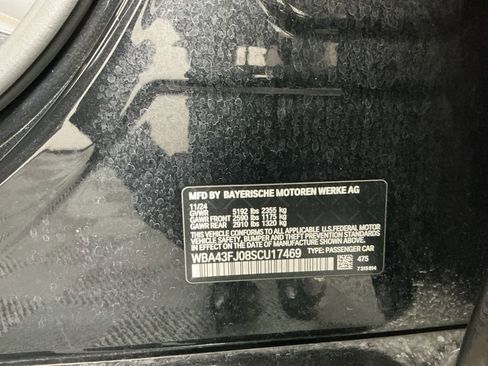 MFD BY BAYERISCHE MOTOREN WERKE AG
11/24
GVWR 5192 lbs 2355 kg
GAWR FRONT 2590 lbs 1175 kg
GAWR REAR 2910 lbs 1320 kg
THIS VEHICLE CONFORMS TO ALL APPLICABLE U.S. FEDERAL MOTOR VEHICLE
SAFETY, BUMPER AND THEFT PREVENTION STANDARDS IN EFFECT
ON THE DATE OF MANUFACTURE SHOWN ABOVE.
WBA43FJ08SCU17469 TYPE: PASSENGER CAR
475
7 315 894